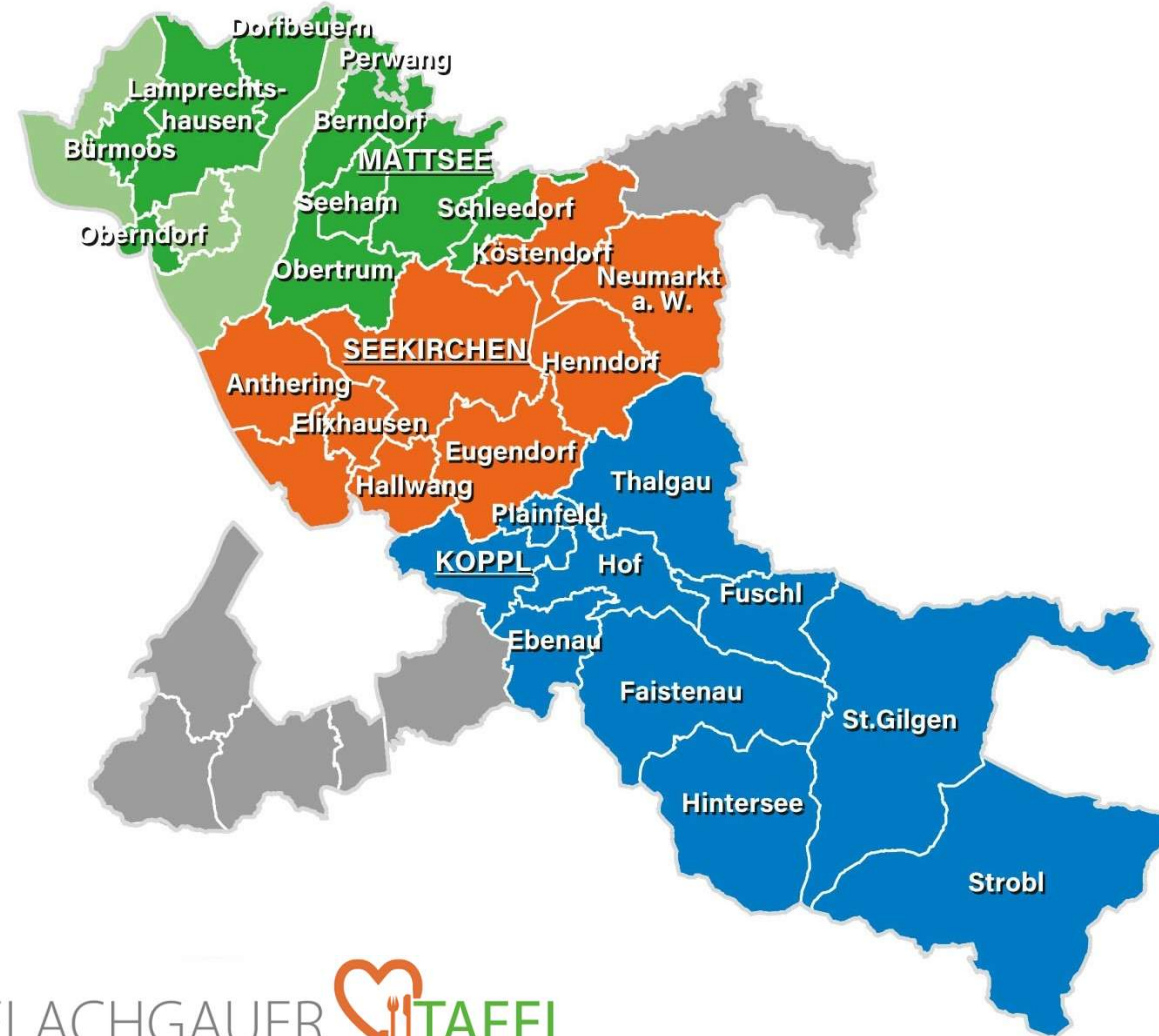 Dorfbeuern
Perwang
Lamprechts-
hausen
Berndorf
Bürmoos
MATTSEE
Seeham
Schleedorf
Oberndorf
Köstendorf
Obertrum
Neumarkt
a. W.
SEEKIRCHEN
Henndorf
Anthering
Elixhausen
Eugendorf
Hallwang
Thalgau
Plainfeld
KOPPL
Hof
Fuschl
Ebenau
Faistenau
St.Gilgen
Hintersee
Strobl
FLACHGAUER TAFEL